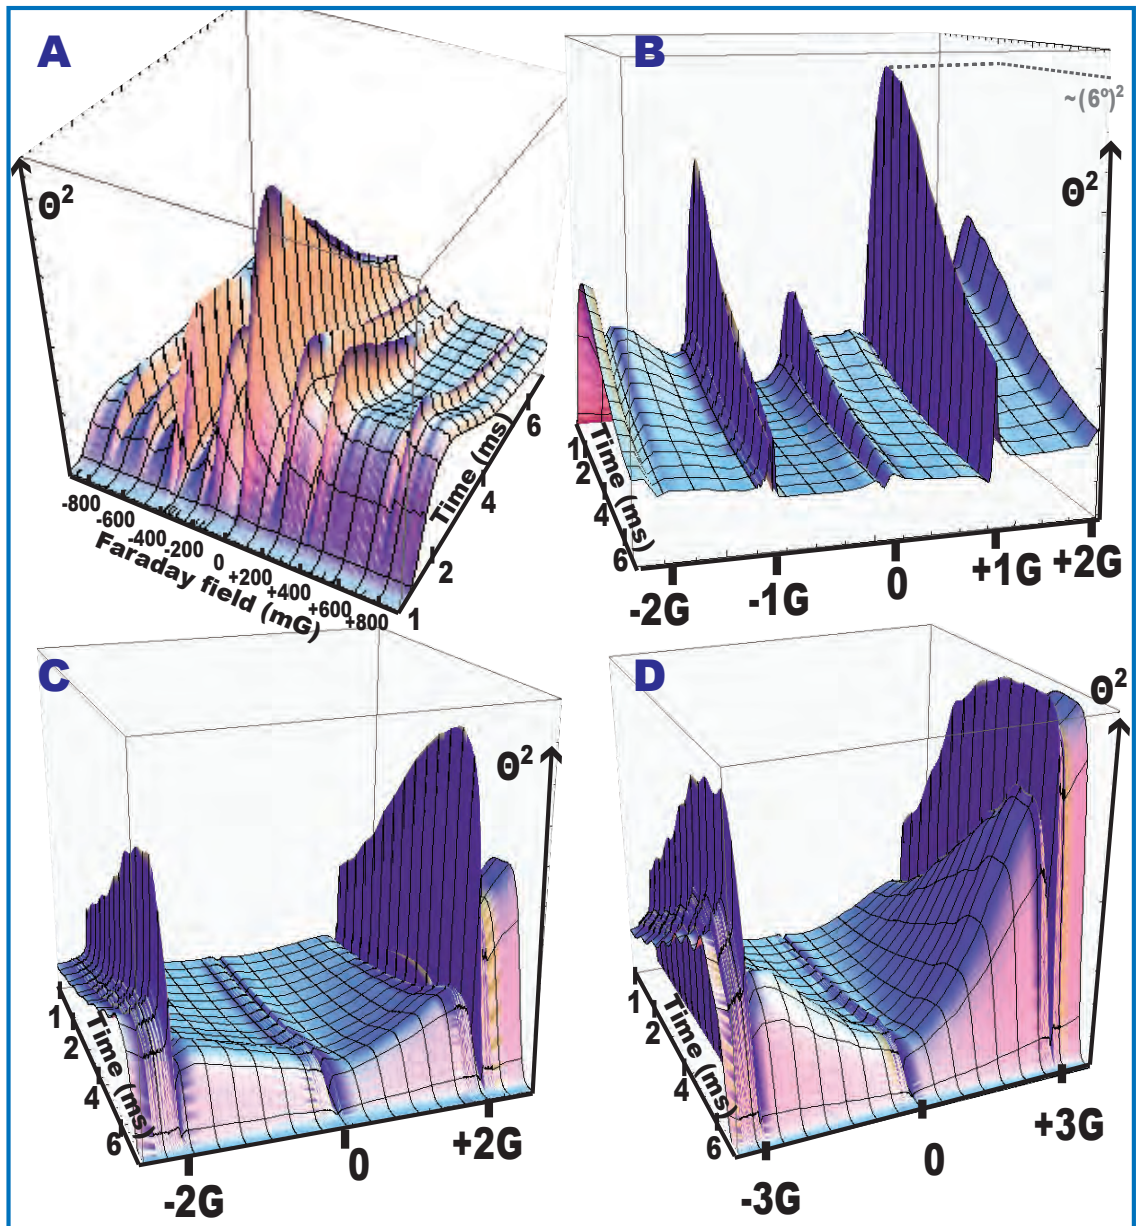 A
Θ²
-800
-600
-400
-200
0
+200
+400
+600
+800
Faraday field (mG)
1
2
4
6
Time (ms)
B
~(6°)²
Θ²
1
2
4
6
Time (ms)
-2G
-1G
0
+1G
+2G
C
Θ²
1
2
4
6
Time (ms)
-2G
0
+2G
D
Θ²
1
2
4
6
Time (ms)
-3G
0
+3G